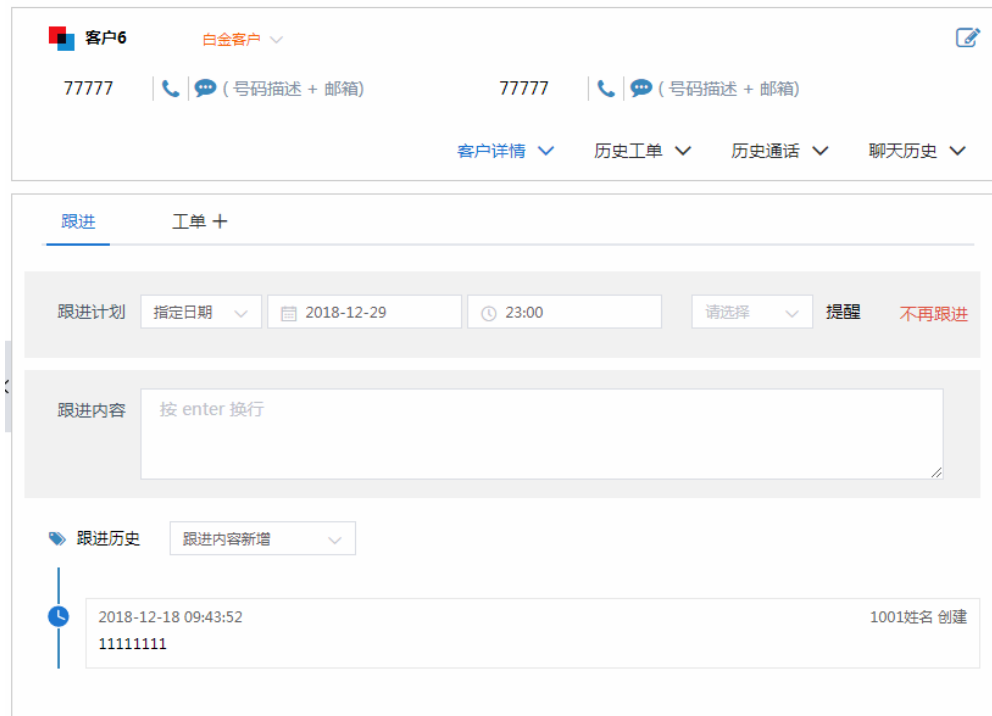 客户6 白金客户
77777 ( 号码描述 + 邮箱) 77777 ( 号码描述 + 邮箱)
客户详情 历史工单 历史通话 聊天历史
跟进 工单 +
跟进计划 指定日期 2018-12-29 23:00 请选择 提醒 不再跟进
跟进内容 按 enter 换行
跟进历史 跟进内容新增
2018-12-18 09:43:52 1001姓名 创建
11111111